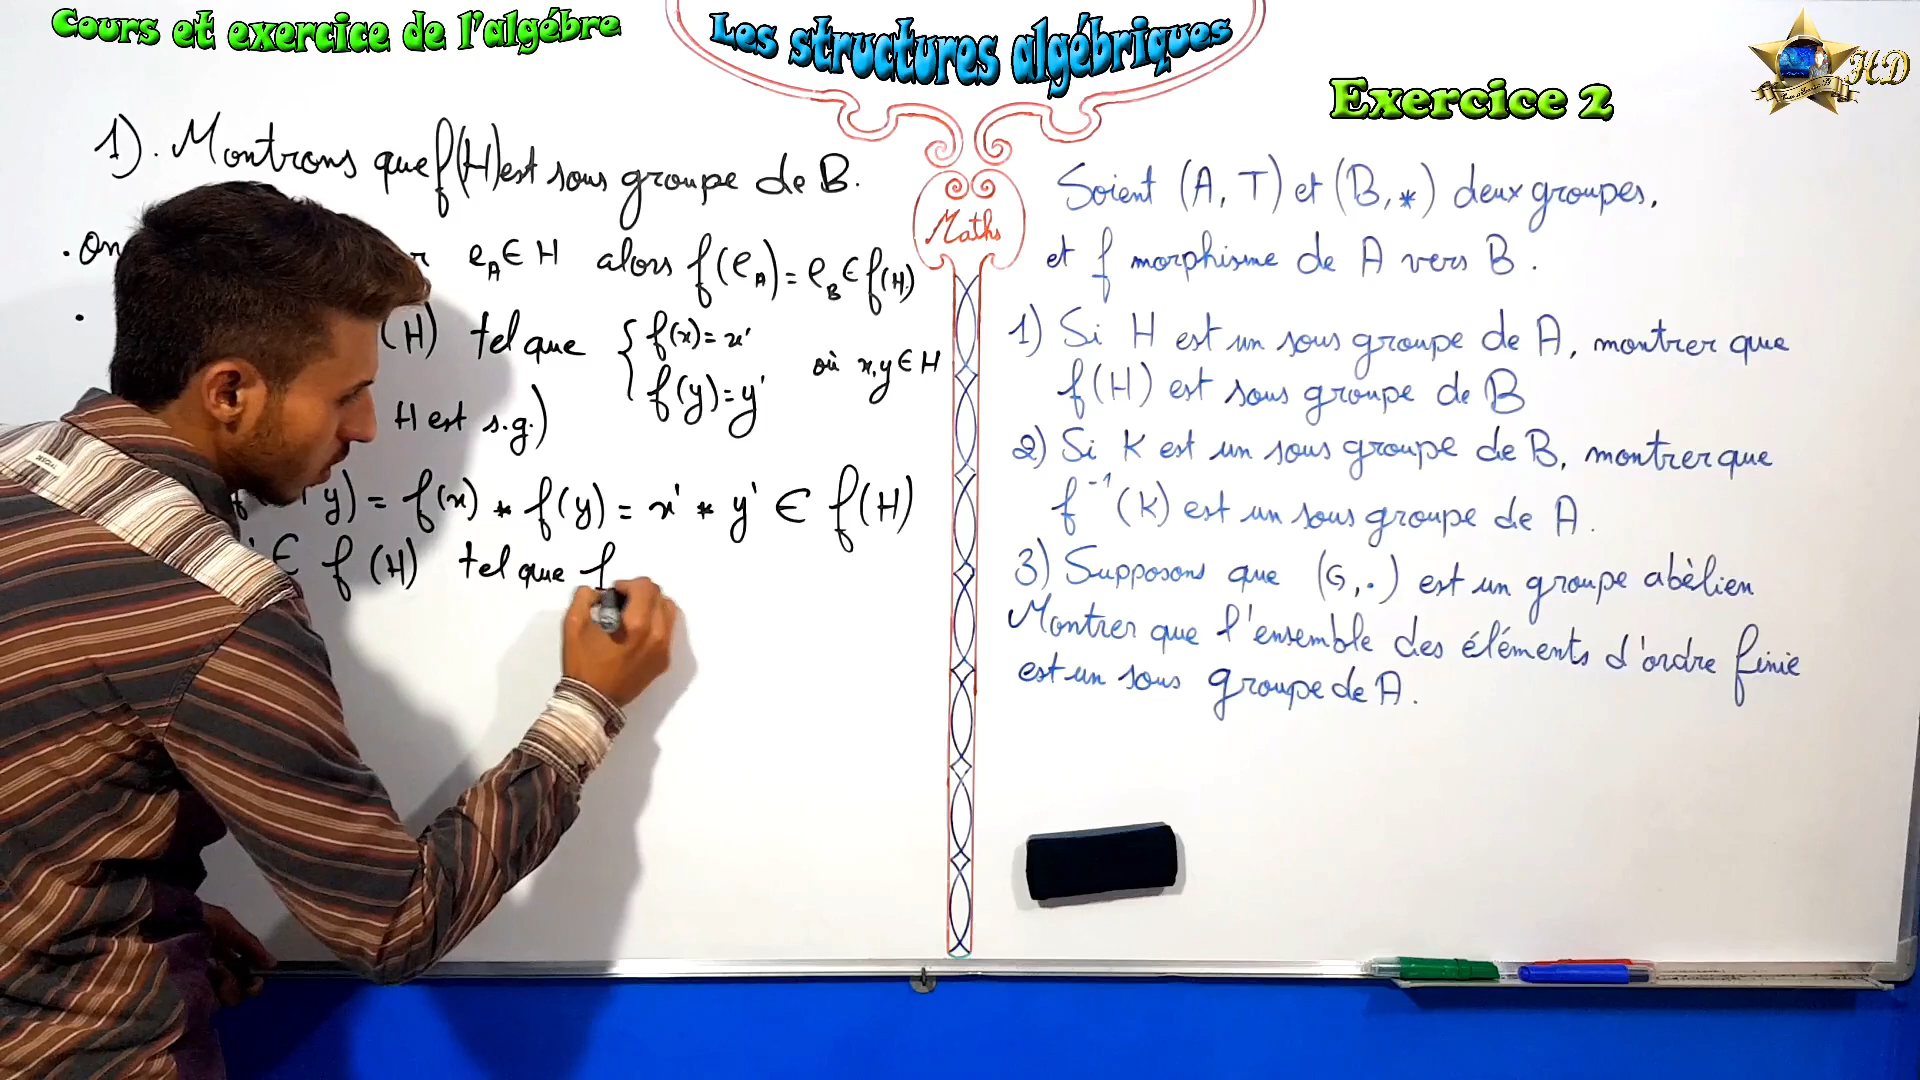 Cours et exercice de l'algébre
Les structures algébriques
Exercice 2
HD
1). Montrons que f(H) est sous groupe de B.
. on e_A ∈ H alors f(e_A) = e_B ∈ f(H).
. (H) tel que { f(x) = x'
f(y) = y' où x, y ∈ H
H est s.g.)
y) = f(x) * f(y) = x' * y' ∈ f(H)
∈ f(H) tel que f
Maths
Soient (A, T) et (B, *) deux groupes,
et f morphisme de A vers B.
1) Si H est un sous groupe de A, montrer que
f(H) est sous groupe de B
2) Si K est un sous groupe de B, montrer que
f⁻¹(K) est un sous groupe de A.
3) Supposons que (G, .) est un groupe abèlien
Montrer que l'ensemble des éléments d'ordre finie
est un sous groupe de A.